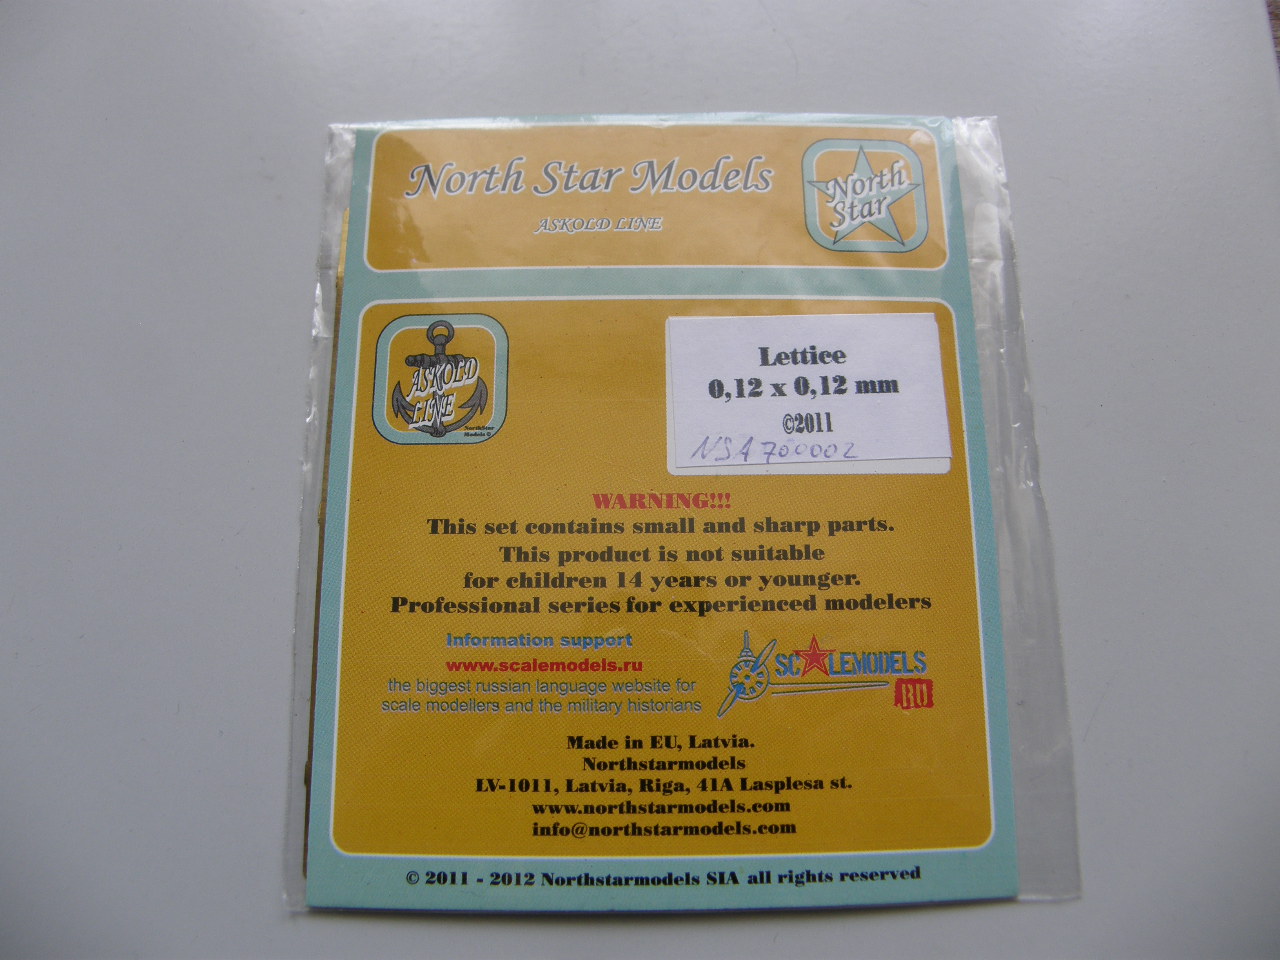 North Star Models
ASKOLD LINE
North
Star
ASKOLD
LINE
NorthStar
Models ©
Lettice
0,12 x 0,12 mm
©2011
NSA700002
WARNING!!!
This set contains small and sharp parts.
This product is not suitable
for children 14 years or younger.
Professional series for experienced modelers
Information support
www.scalemodels.ru
the biggest russian language website for
scale modellers and the military historians
SCALEMODELS
RU
Made in EU, Latvia.
Northstarmodels
LV-1011, Latvia, Riga, 41A Lasplesa st.
www.northstarmodels.com
info@northstarmodels.com
© 2011 - 2012 Northstarmodels SIA all rights reserved